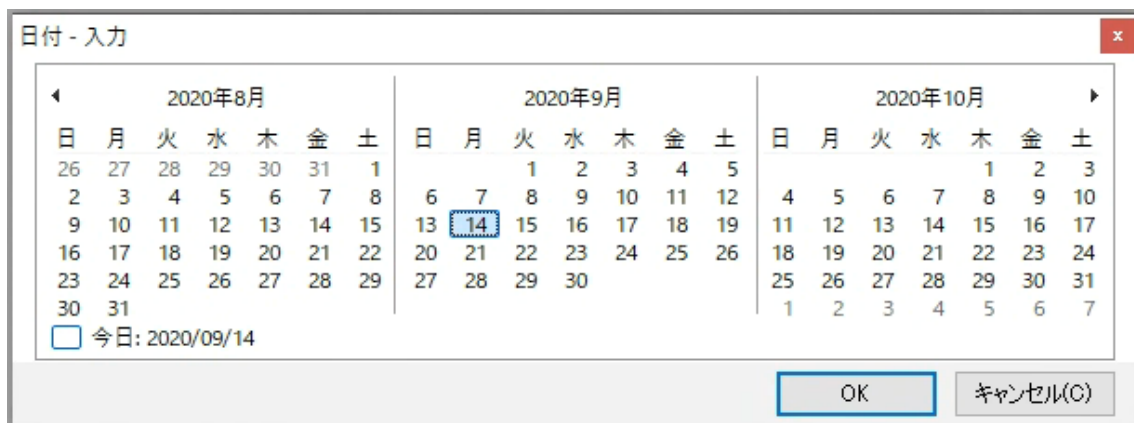 日付 - 入力
x
2020年8月
日 月 火 水 木 金 土
26 27 28 29 30 31 1
2 3 4 5 6 7 8
9 10 11 12 13 14 15
16 17 18 19 20 21 22
23 24 25 26 27 28 29
30 31
2020年9月
日 月 火 水 木 金 土
1 2 3 4 5
6 7 8 9 10 11 12
13 14 15 16 17 18 19
20 21 22 23 24 25 26
27 28 29 30
2020年10月
日 月 火 水 木 金 土
1 2 3
4 5 6 7 8 9 10
11 12 13 14 15 16 17
18 19 20 21 22 23 24
25 26 27 28 29 30 31
1 2 3 4 5 6 7
今日: 2020/09/14
OK
キャンセル(C)